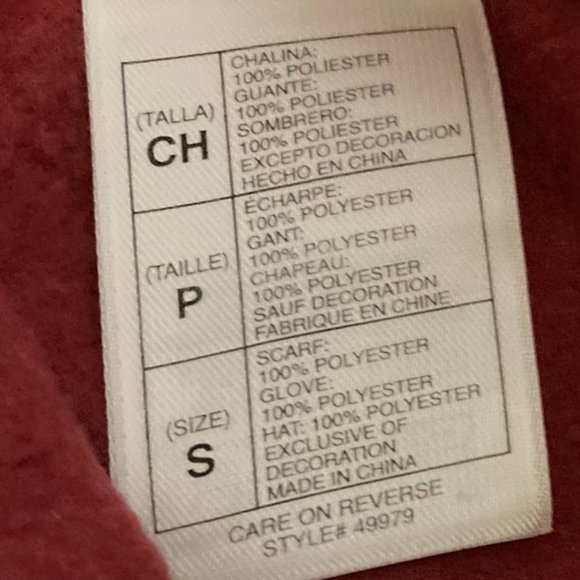 (TALLA)
CH
CHALINA:
100% POLIESTER
GUANTE:
100% POLIESTER
SOMBRERO:
100% POLIESTER
EXCEPTO DECORACION
HECHO EN CHINA
(TAILLE)
P
ÉCHARPE:
100% POLYESTER
GANT:
100% POLYESTER
CHAPEAU:
100% POLYESTER
SAUF DECORATION
FABRIQUE EN CHINE
(SIZE)
S
SCARF:
100% POLYESTER
GLOVE:
100% POLYESTER
HAT: 100% POLYESTER
EXCLUSIVE OF
DECORATION
MADE IN CHINA
CARE ON REVERSE
STYLE# 49979